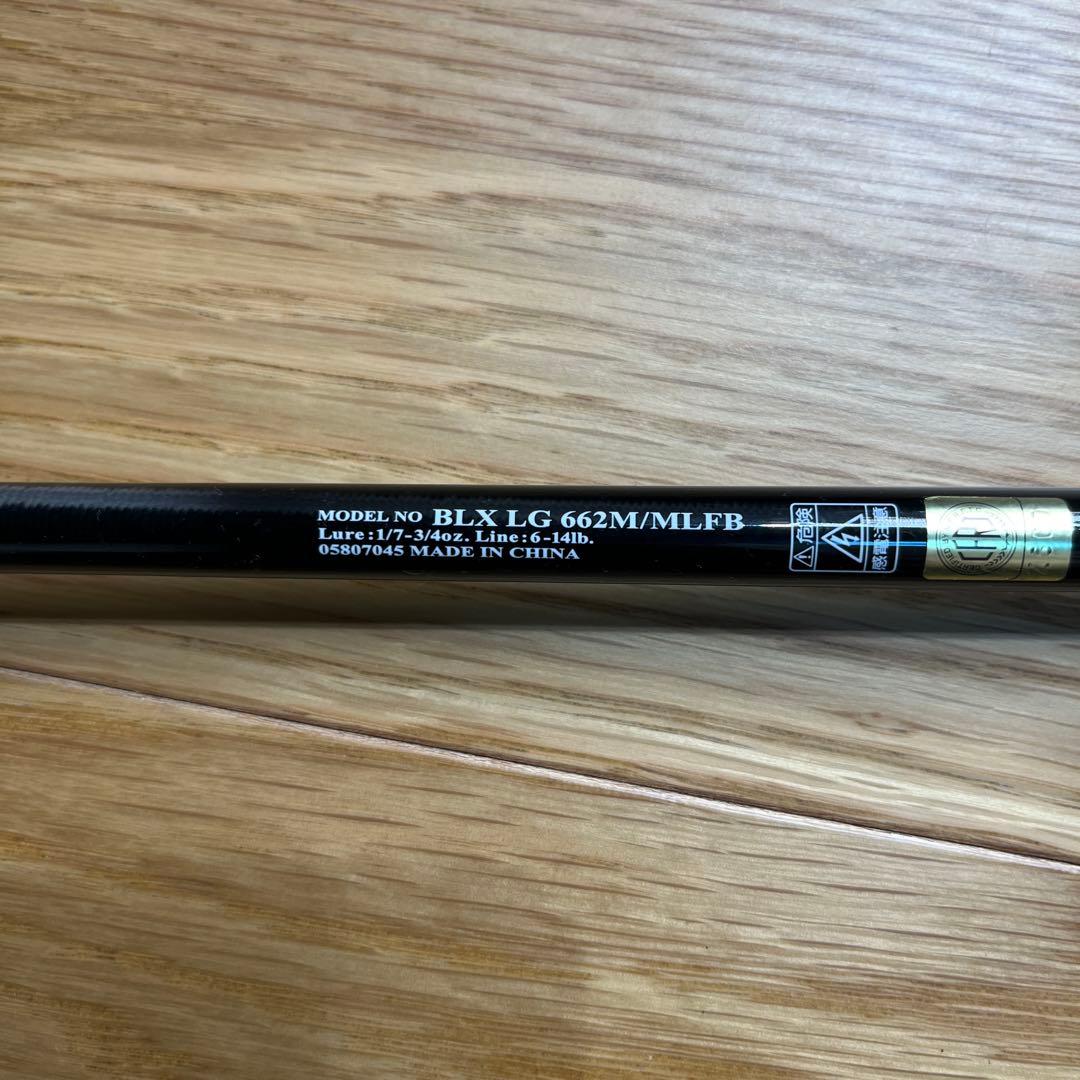 MODEL NO BLX LG 662M/MLFB
Lure:1/7-3/4oz. Line:6-14lb.
05807045 MADE IN CHINA
危険
感電注意
CERTIFIED